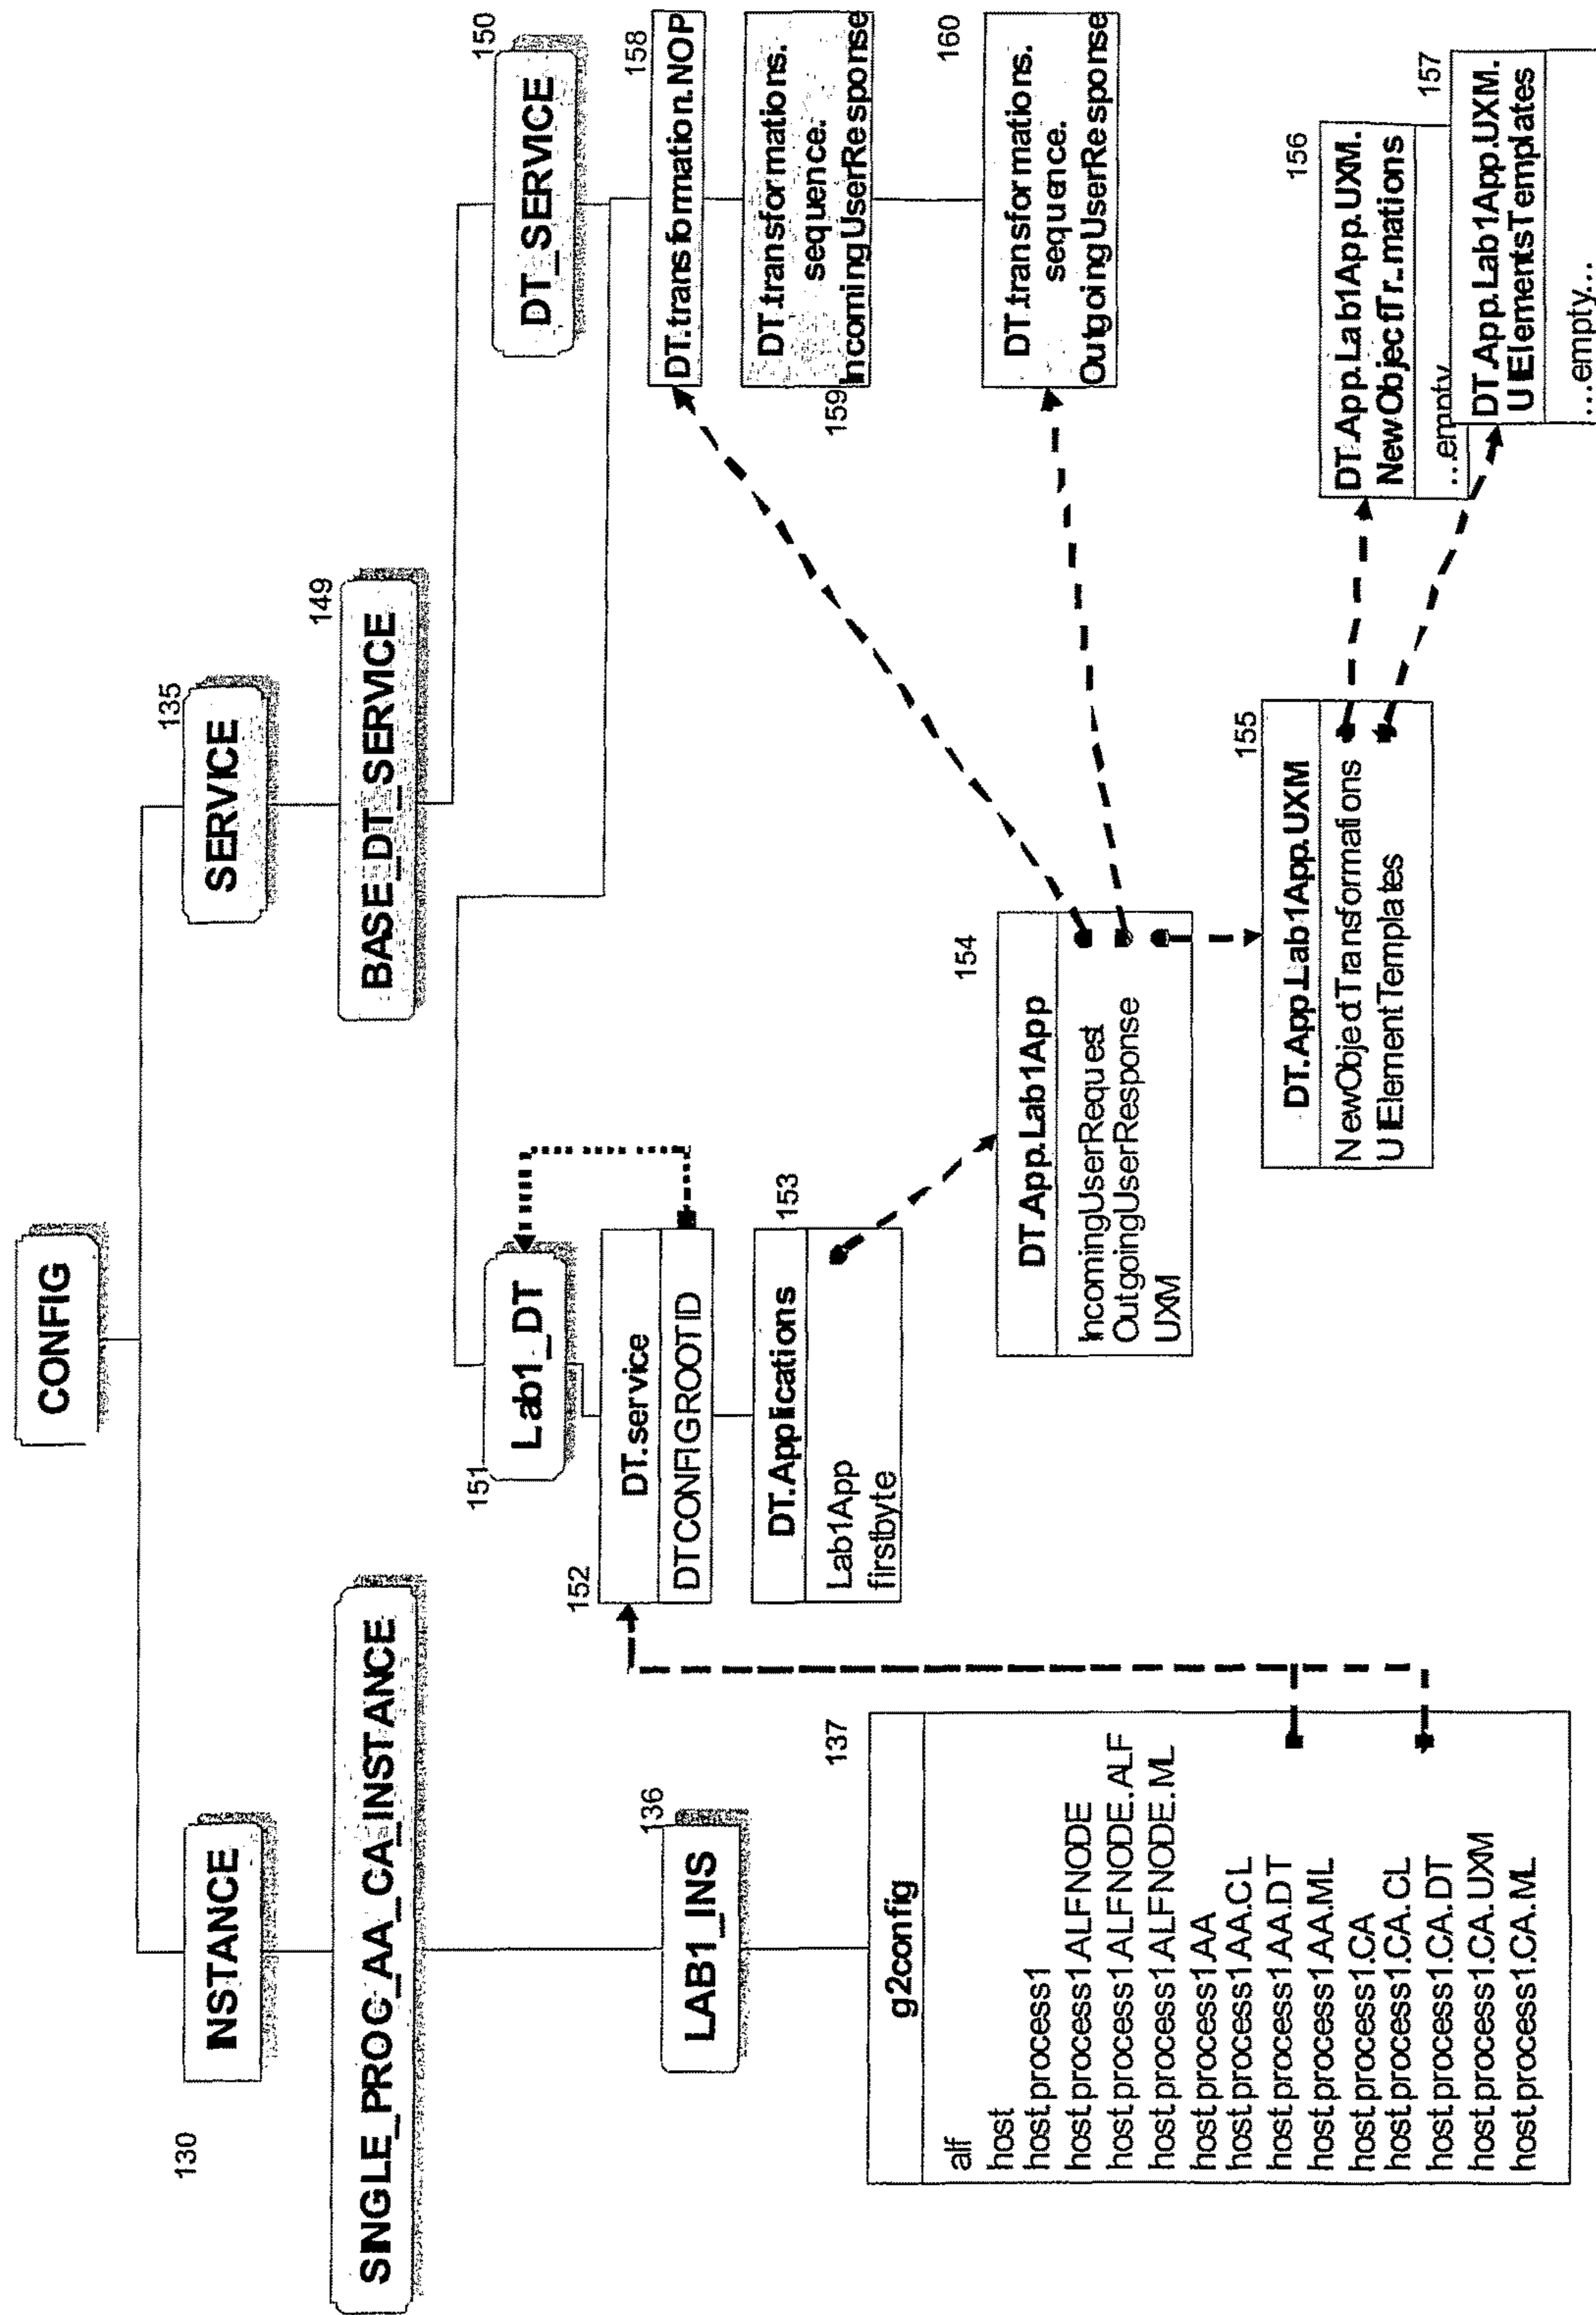 CONFIG
130
INSTANCE
135
SERVICE
SINGLE_PROC_AA_CA_INSTANCE
149
BASE_DT_SERVICE
150
DT_SERVICE
151
Lab1_DT
136
LAB1_INS
152
DT.service
DTCONFIGROOTID
158
DT.transformation.NOP
DT.transformations.
sequence.
IncomingUserResponse
159
153
DT.Applications
Lab1App
firstbyte
137
g2config
alf
host
host.process1
host.process1.ALFNODE
host.process1.ALFNODE.ALF
host.process1.ALFNODE.ML
host.process1.AA
host.process1.AA.CL
host.process1.AA.DT
host.process1.AA.ML
host.process1.CA
host.process1.CA.CL
host.process1.CA.DT
host.process1.CA.UXM
host.process1.CA.ML
160
DT.transformations.
sequence.
OutgoingUserResponse
154
DT.App.Lab1App
IncomingUserRequest
OutgoingUserResponse
UXM
155
DT.App.Lab1App.UXM
NewObjectTransformations
UIElementTemplates
156
DT.App.Lab1App.UXM.
NewObjectTr..mations
...empty
157
DT.App.Lab1App.UXM.
UIElementsTemplates
....empty...